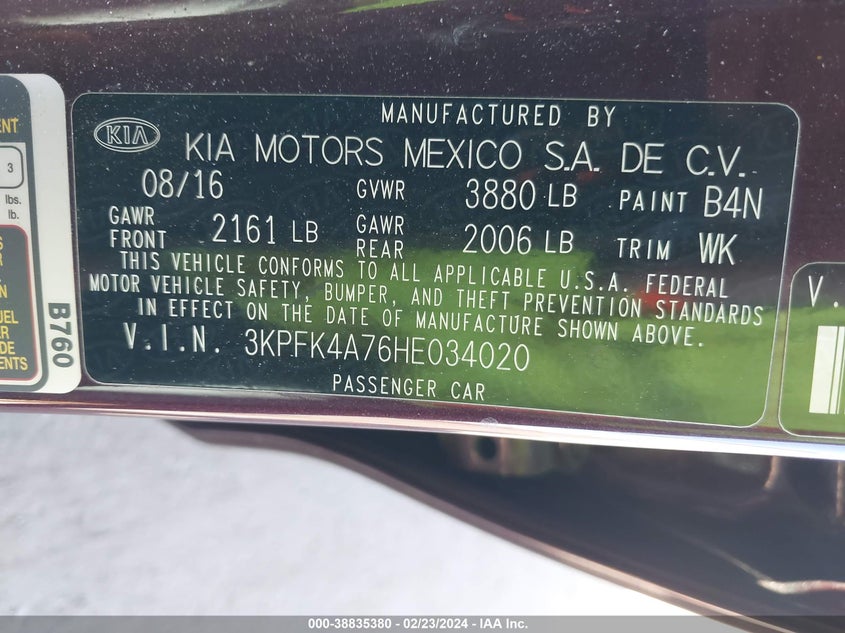 MANUFACTURED BY
KIA KIA MOTORS MEXICO S.A. DE C.V.
08/16 GVWR 3880 LB PAINT B4N
GAWR FRONT 2161 LB GAWR REAR 2006 LB TRIM WK
THIS VEHICLE CONFORMS TO ALL APPLICABLE U.S.A. FEDERAL
MOTOR VEHICLE SAFETY, BUMPER, AND THEFT PREVENTION STANDARDS
IN EFFECT ON THE DATE OF MANUFACTURE SHOWN ABOVE.
V.I.N. 3KPFK4A76HE034020
PASSENGER CAR
B760
3
lbs.
lb.
V.
000-38835380 - 02/23/2024 - IAA Inc.